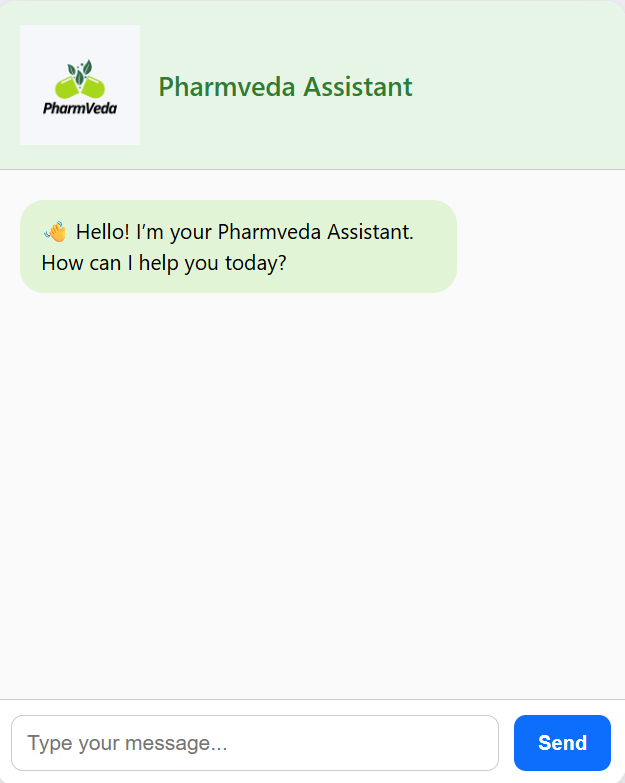 PharmVeda
Pharmveda Assistant
👋 Hello! I’m your Pharmveda Assistant.
How can I help you today?
Type your message...
Send